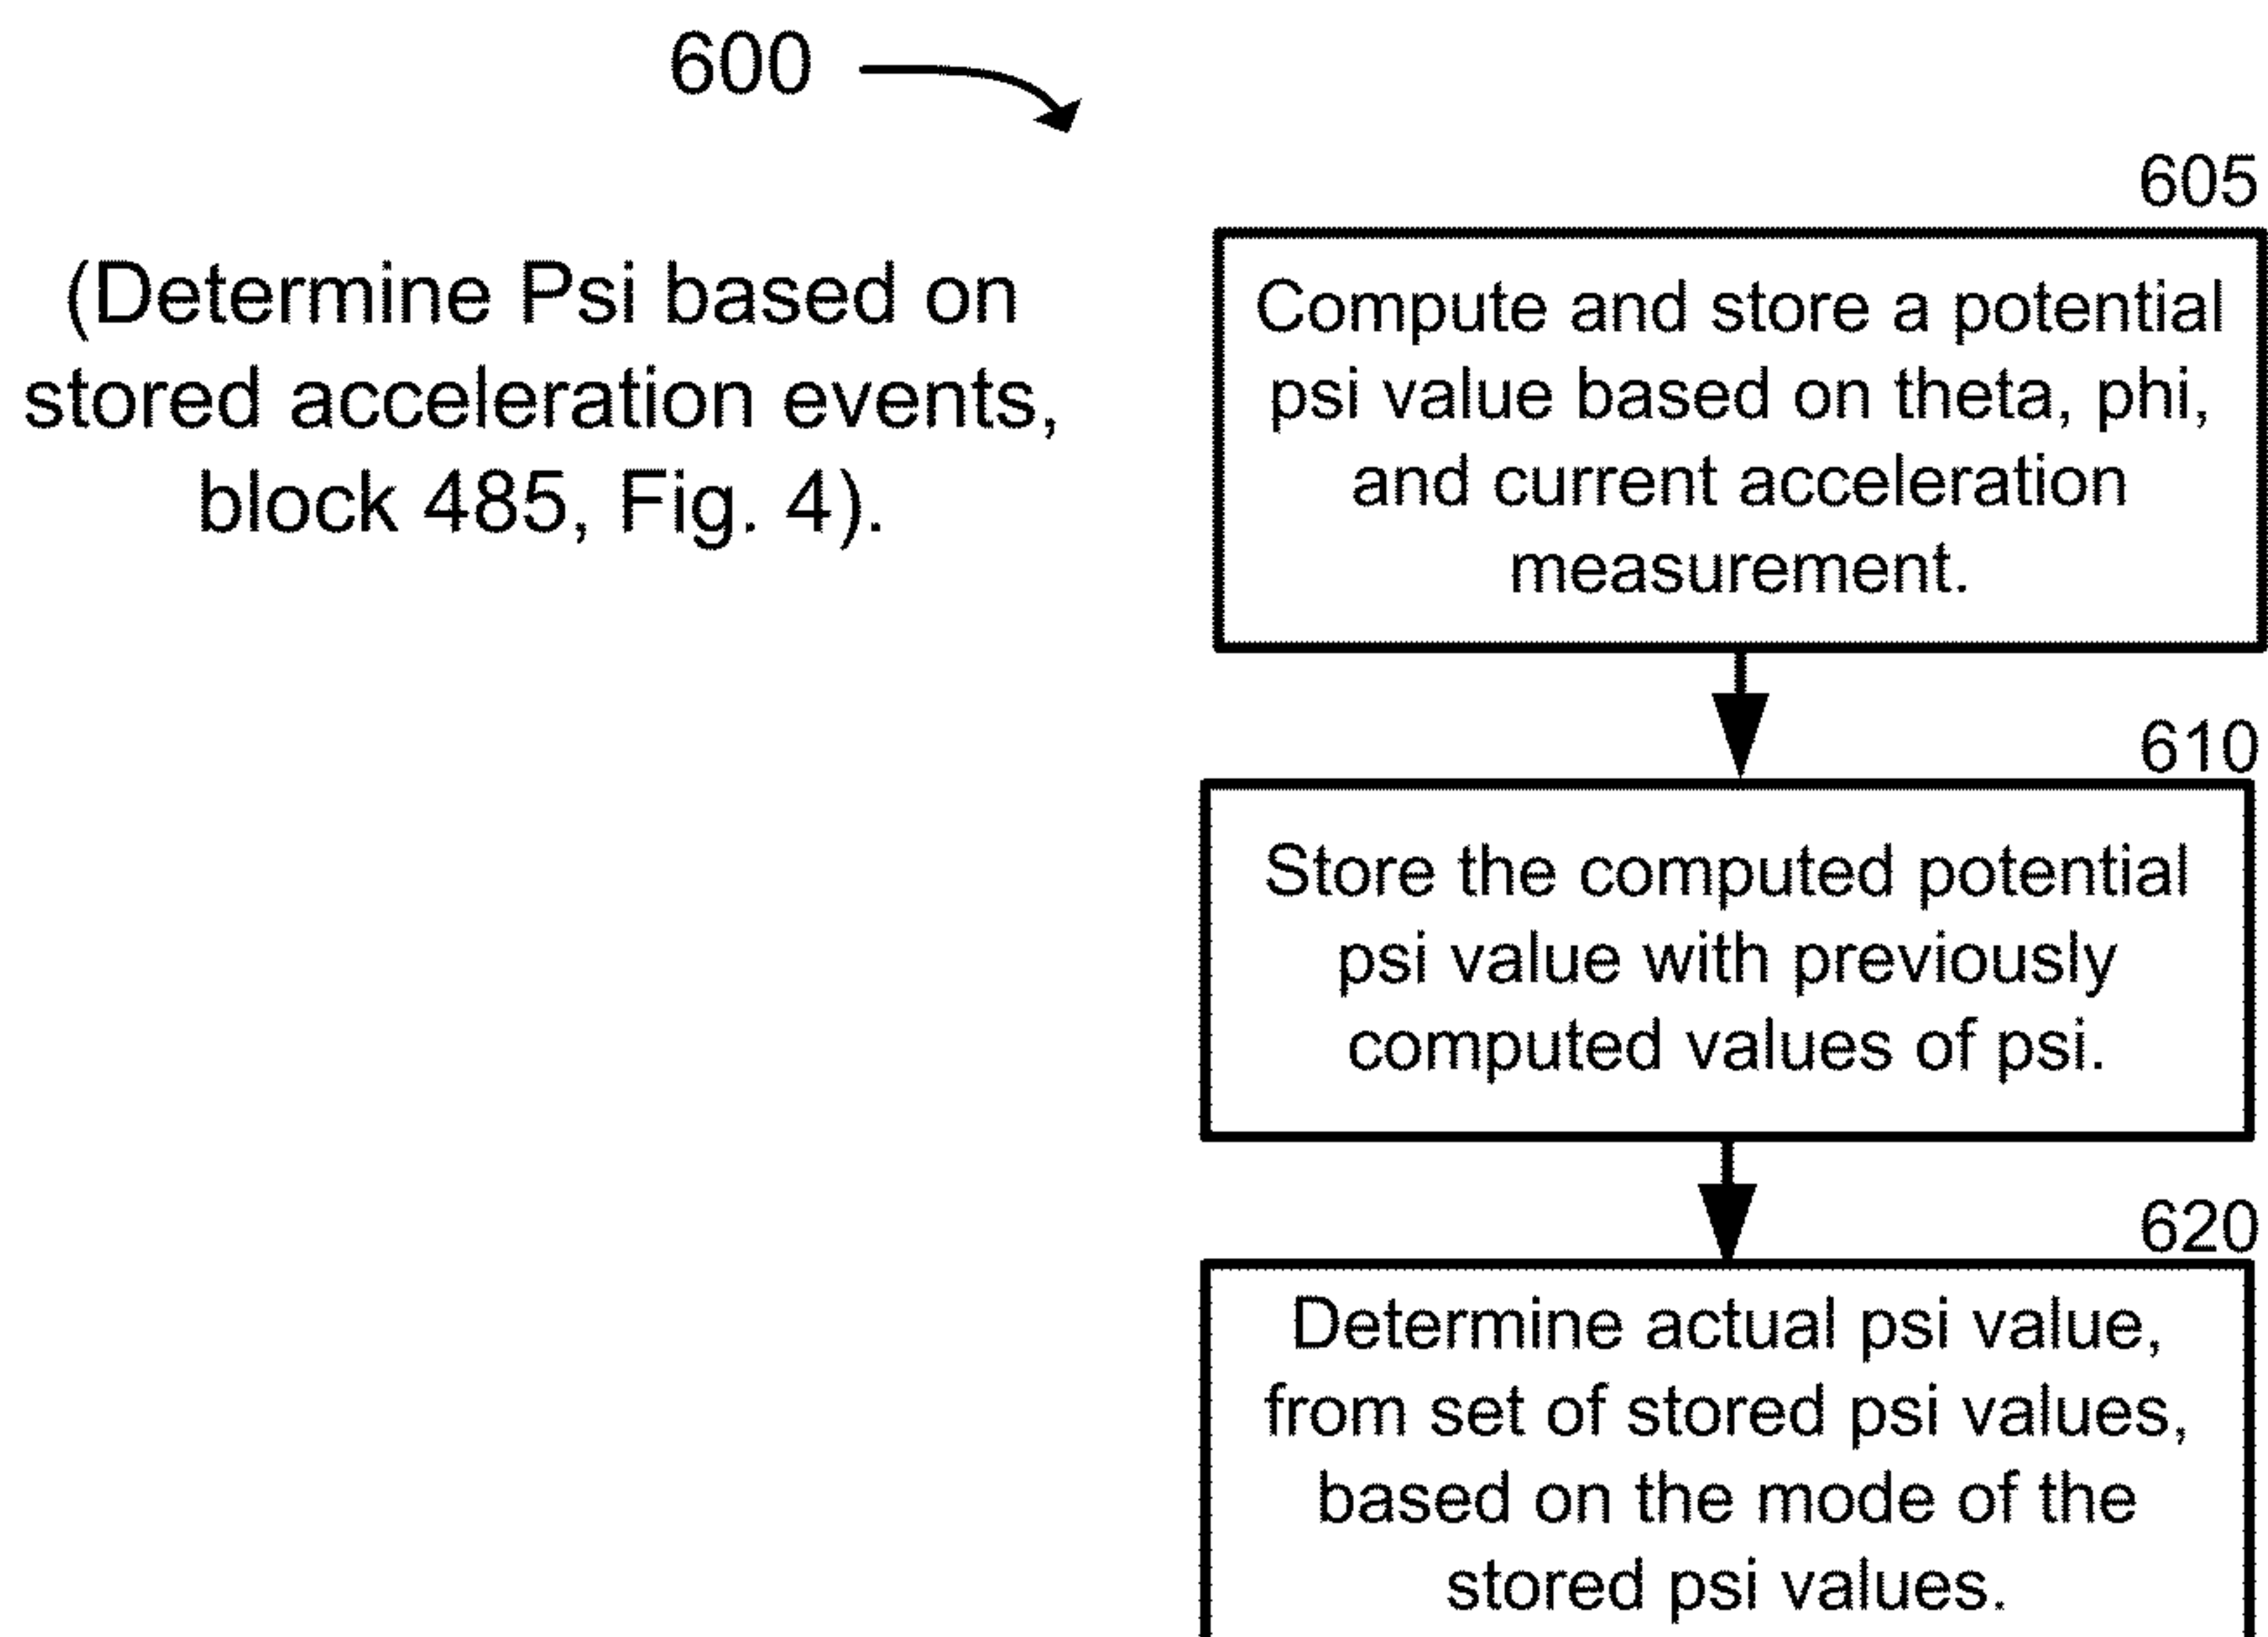 600
(Determine Psi based on
stored acceleration events,
block 485, Fig. 4).
605
Compute and store a potential
psi value based on theta, phi,
and current acceleration
measurement.
610
Store the computed potential
psi value with previously
computed values of psi.
620
Determine actual psi value,
from set of stored psi values,
based on the mode of the
stored psi values.